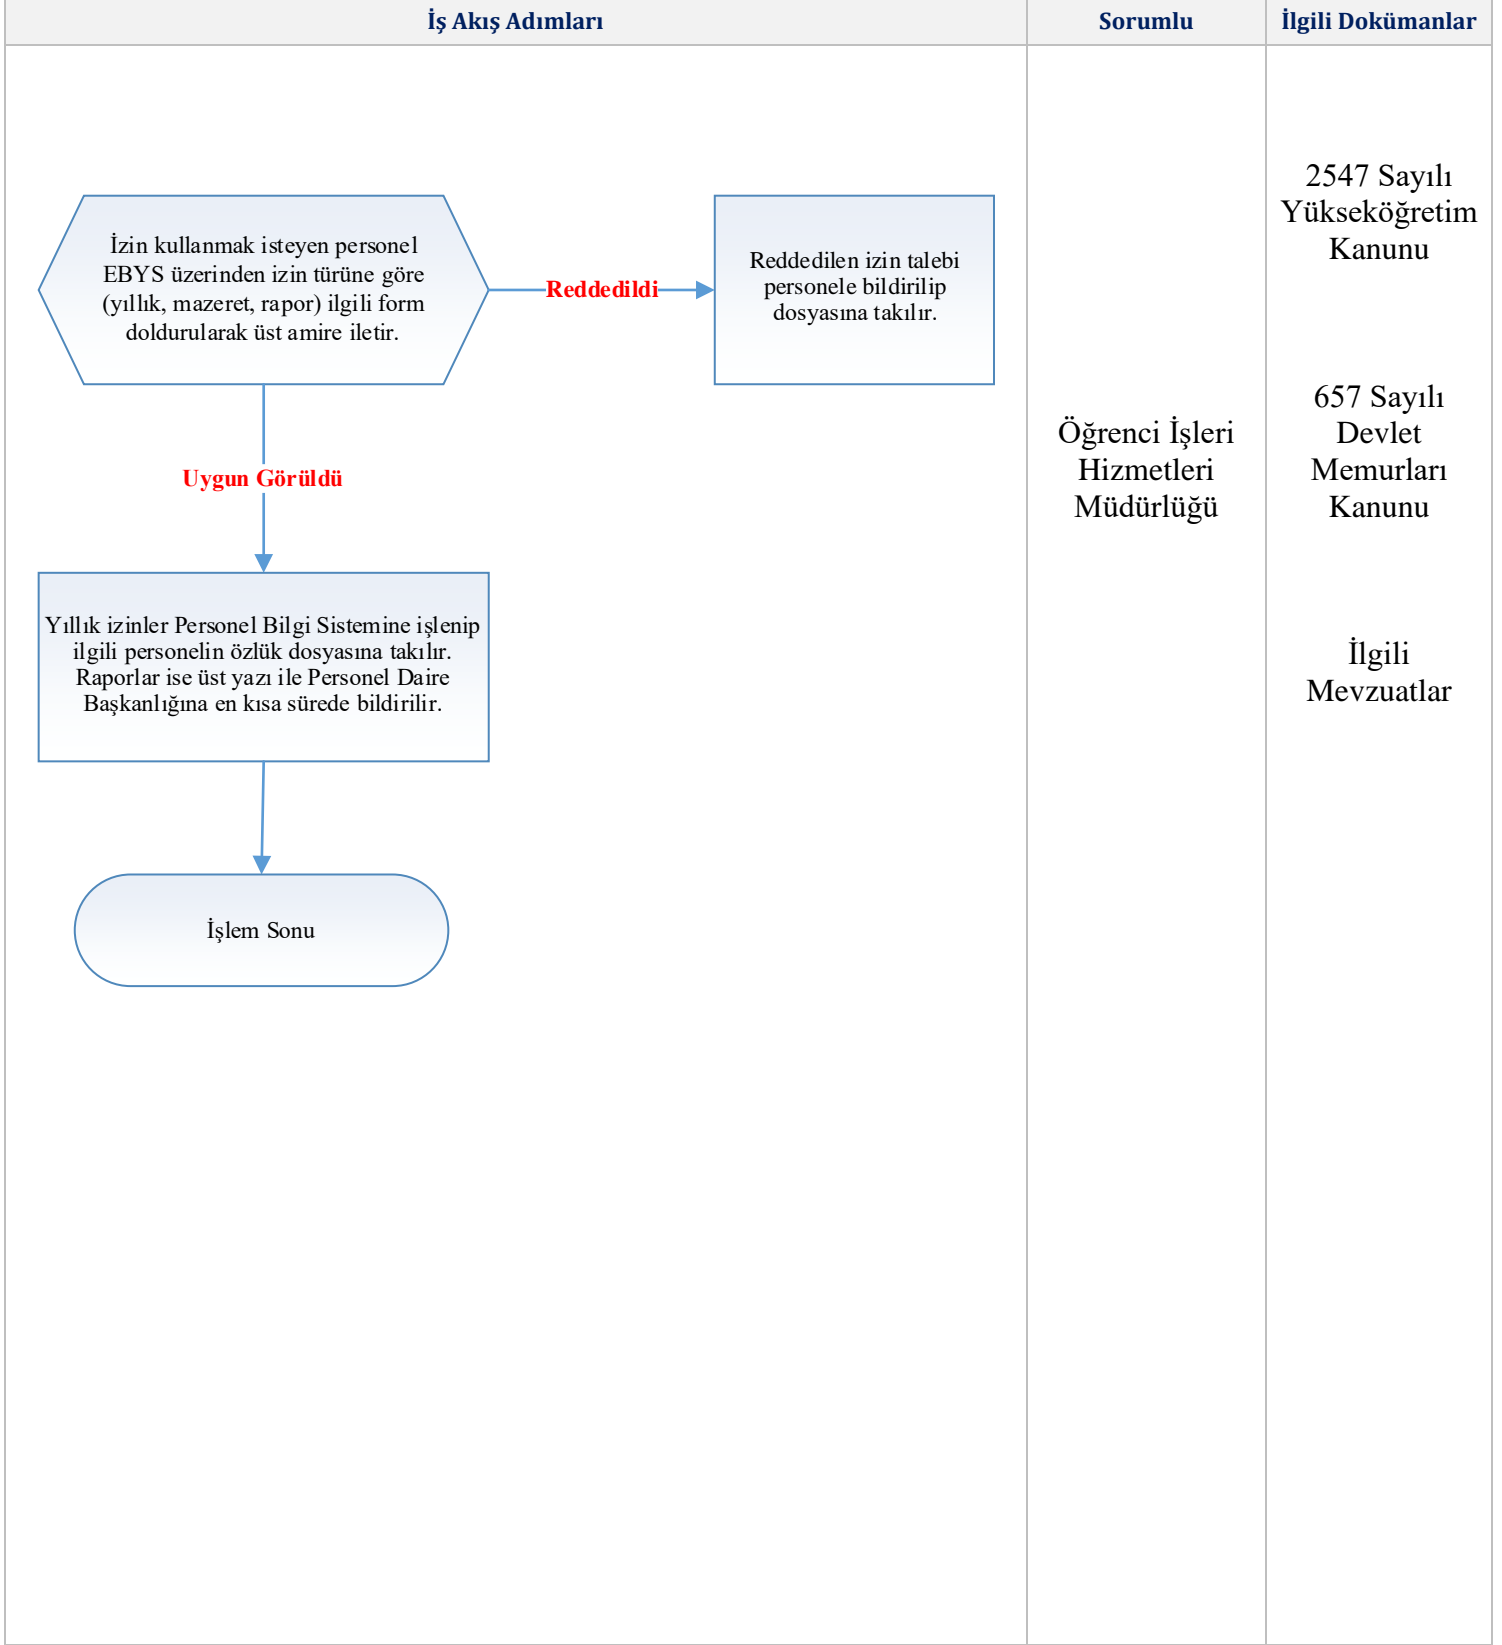 İş Akış Adımları
Sorumlu
İlgili Dokümanlar
İzin kullanmak isteyen personel
EBYS üzerinden izin türüne göre
(yıllık, mazeret, rapor) ilgili form
doldurularak üst amire iletir.
Reddedildi
Reddedilen izin talebi
personele bildirilip
dosyasına takılır.
Uygun Görüldü
Yıllık izinler Personel Bilgi Sistemine işlenip
ilgili personelin özlük dosyasına takılır.
Raporlar ise üst yazı ile Personel Daire
Başkanlığına en kısa sürede bildirilir.
İşlem Sonu
Öğrenci İşleri
Hizmetleri
Müdürlüğü
2547 Sayılı
Yükseköğretim
Kanunu
657 Sayılı
Devlet
Memurları
Kanunu
İlgili
Mevzuatlar